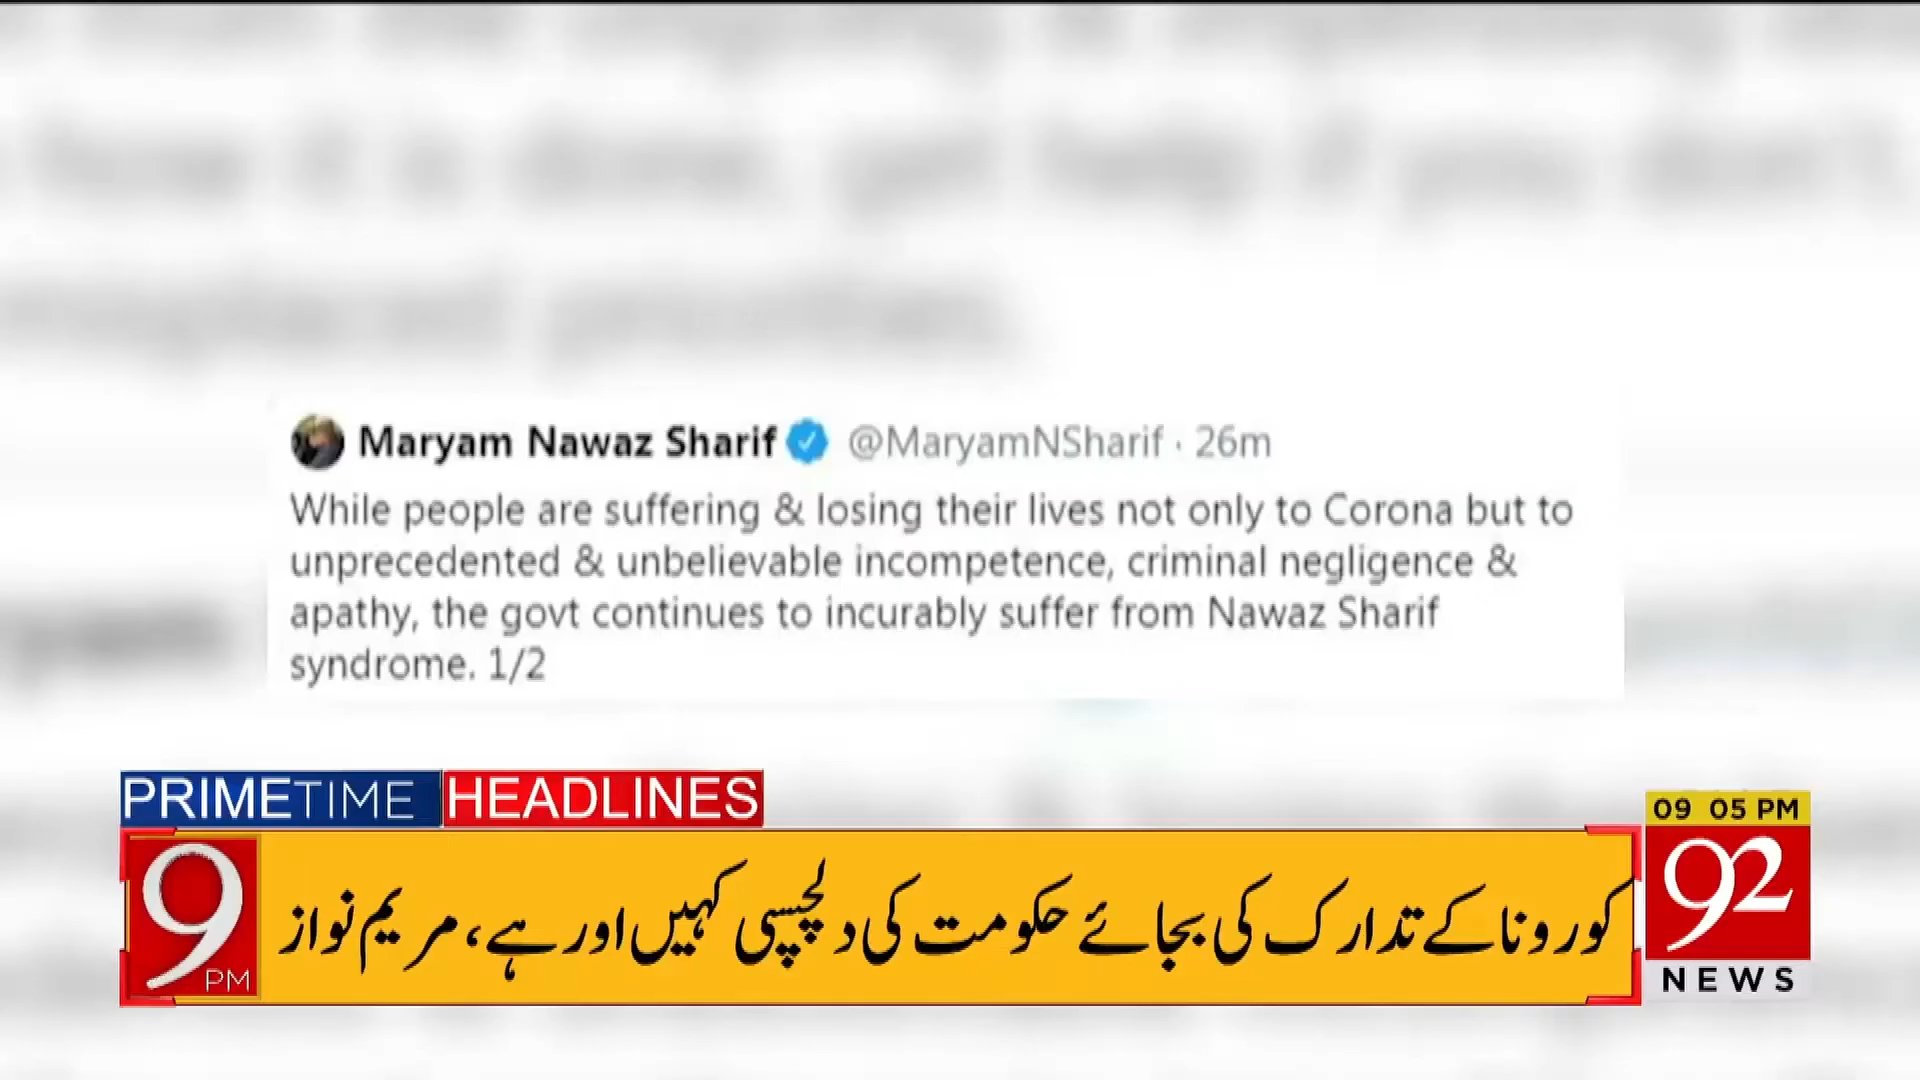 Maryam Nawaz Sharif @MaryamNSharif · 26m
While people are suffering & losing their lives not only to Corona but to
unprecedented & unbelievable incompetence, criminal negligence &
apathy, the govt continues to incurably suffer from Nawaz Sharif
syndrome. 1/2
PRIMETIME HEADLINES
09 05 PM
9 PM
کورونا کے تدارک کی بجائے حکومت کی دلچسپی کہیں اور ہے، مریم نواز
92
NEWS